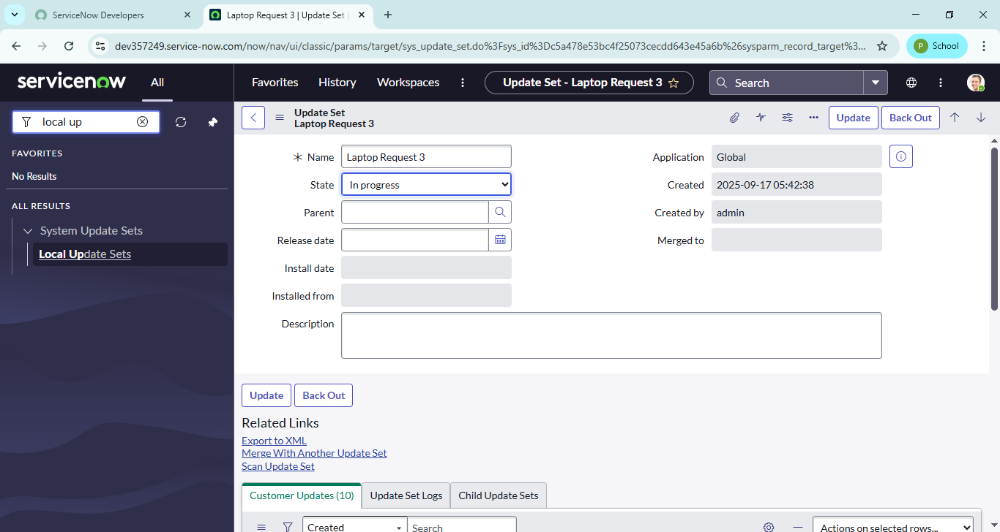 ServiceNow Developers
Laptop Request 3 | Update Set |
dev357249.service-now.com/now/nav/ui/classic/params/target/sys_update_set.do%3Fsys_id%3Dc5a478e53bc4f25073cecdd643e45a6b%26sysparm_record_target%3...
P School
servicenow
All
Favorites
History
Workspaces
Update Set - Laptop Request 3
Search
local up
FAVORITES
No Results
ALL RESULTS
System Update Sets
Local Update Sets
Update Set
Laptop Request 3
Update
Back Out
Name
Laptop Request 3
Application
Global
State
In progress
Created
2025-09-17 05:42:38
Parent
Created by
admin
Release date
Merged to
Install date
Installed from
Description
Update
Back Out
Related Links
Export to XML
Merge With Another Update Set
Scan Update Set
Customer Updates (10)
Update Set Logs
Child Update Sets
Created
Search
Actions on selected rows...